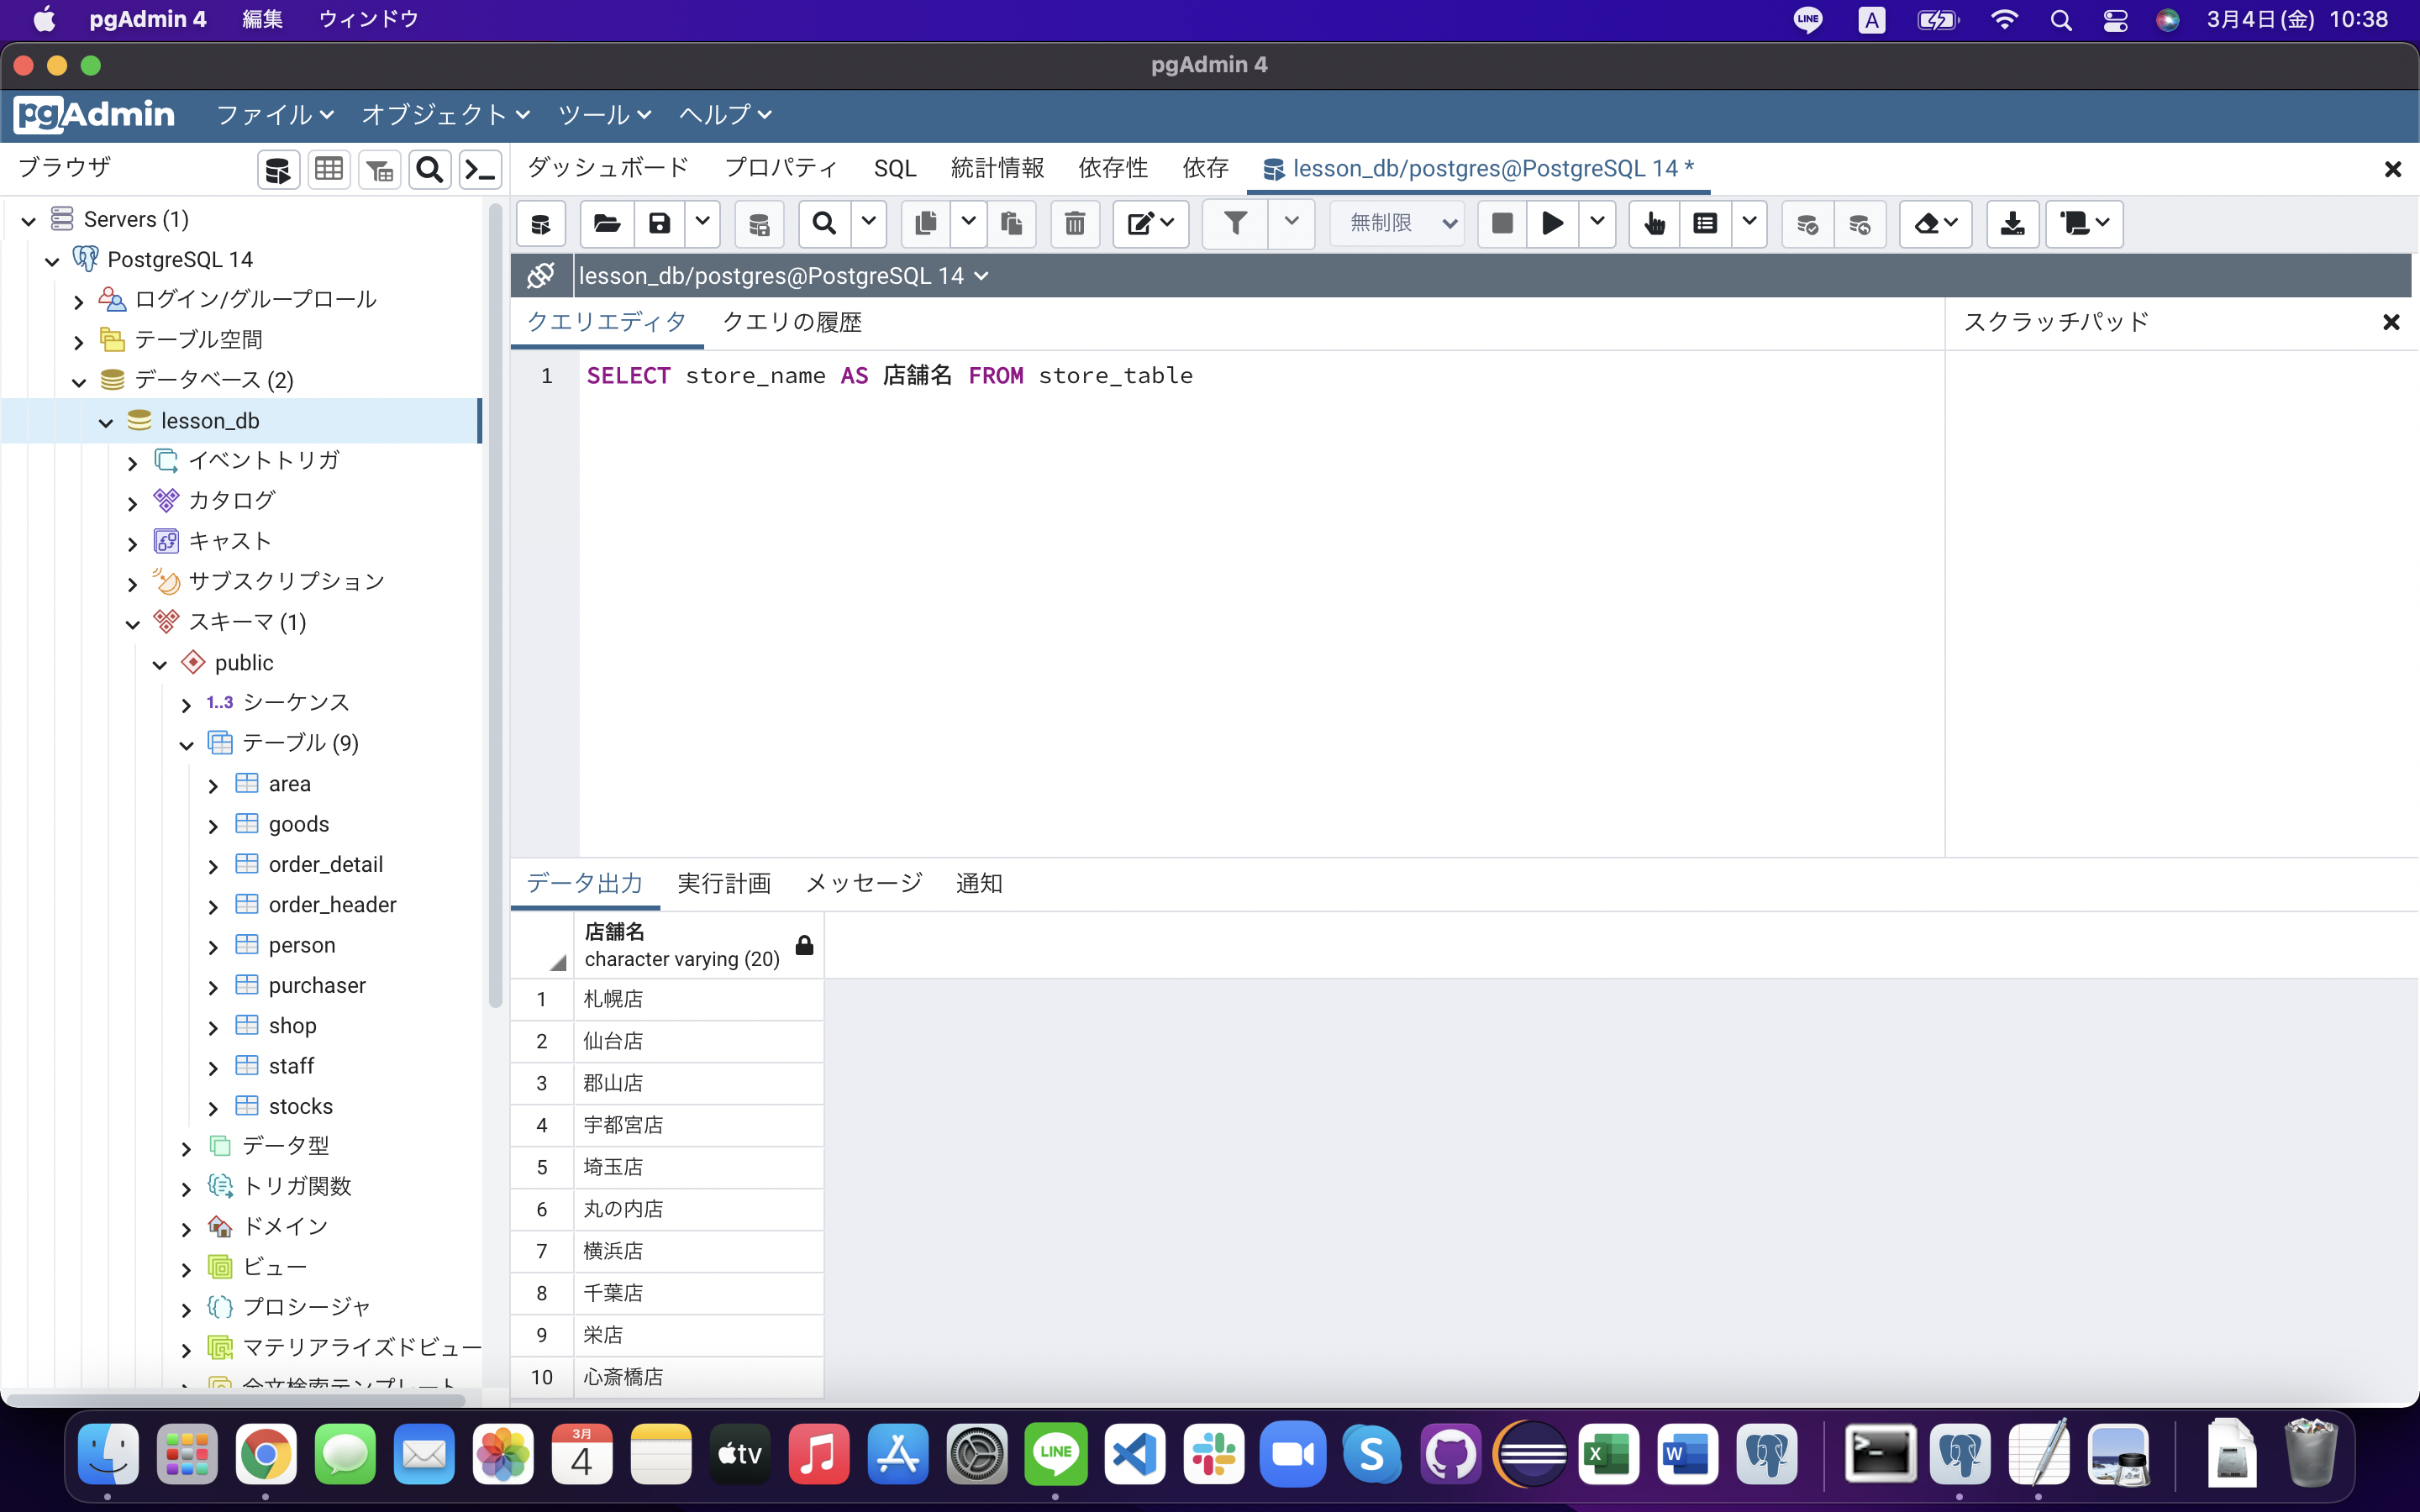 pgAdmin 4 編集 ウィンドウ LINE A 3月4日(金) 10:38
pgAdmin 4
pgAdmin ファイル オブジェクト ツール ヘルプ
ブラウザ
ダッシュボード プロパティ SQL 統計情報 依存性 依存 lesson_db/postgres@PostgreSQL 14 *
無制限
lesson_db/postgres@PostgreSQL 14
クエリエディタ クエリの履歴 スクラッチパッド
1 SELECT store_name AS 店舗名 FROM store_table
Servers (1)
PostgreSQL 14
ログイン/グループロール
テーブル空間
データベース (2)
lesson_db
イベントトリガ
カタログ
キャスト
サブスクリプション
スキーマ (1)
public
1..3 シーケンス
テーブル (9)
area
goods
order_detail
order_header
person
purchaser
shop
staff
stocks
データ型
トリガ関数
ドメイン
ビュー
プロシージャ
マテリアライズドビュー
全文検索テンプレート
データ出力 実行計画 メッセージ 通知
店舗名
character varying (20)
1 札幌店
2 仙台店
3 郡山店
4 宇都宮店
5 埼玉店
6 丸の内店
7 横浜店
8 千葉店
9 栄店
10 心斎橋店
3月
4
tv
LINE
S
X
W